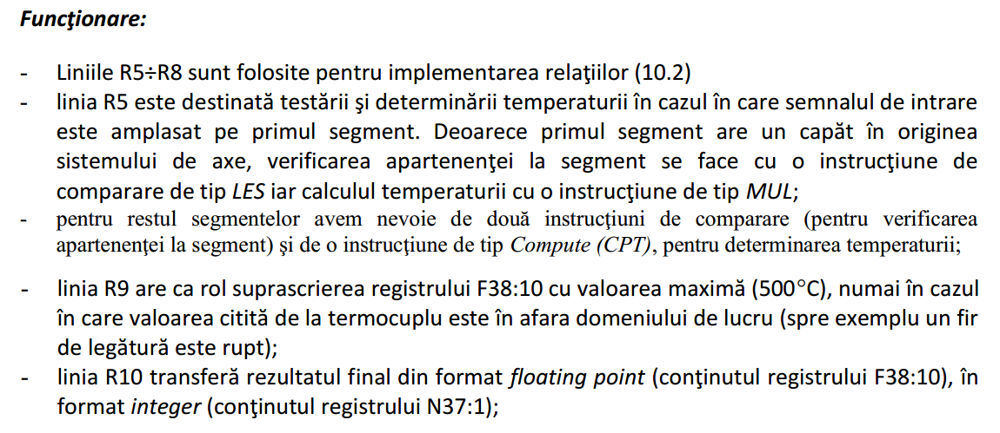 Funcţionare:
- Liniile R5÷R8 sunt folosite pentru implementarea relaţiilor (10.2)
- linia R5 este destinată testării şi determinării temperaturii în cazul în care semnalul de intrare
este amplasat pe primul segment. Deoarece primul segment are un capăt în originea
sistemului de axe, verificarea apartenenţei la segment se face cu o instrucţiune de
comparare de tip LES iar calculul temperaturii cu o instrucţiune de tip MUL;
- pentru restul segmentelor avem nevoie de două instrucţiuni de comparare (pentru verificarea
apartenenţei la segment) şi de o instrucţiune de tip Compute (CPT), pentru determinarea temperaturii;
- linia R9 are ca rol suprascrierea registrului F38:10 cu valoarea maximă (500°C), numai în cazul
în care valoarea citită de la termocuplu este în afara domeniului de lucru (spre exemplu un fir
de legătură este rupt);
- linia R10 transferă rezultatul final din format floating point (conţinutul registrului F38:10), în
format integer (conţinutul registrului N37:1);